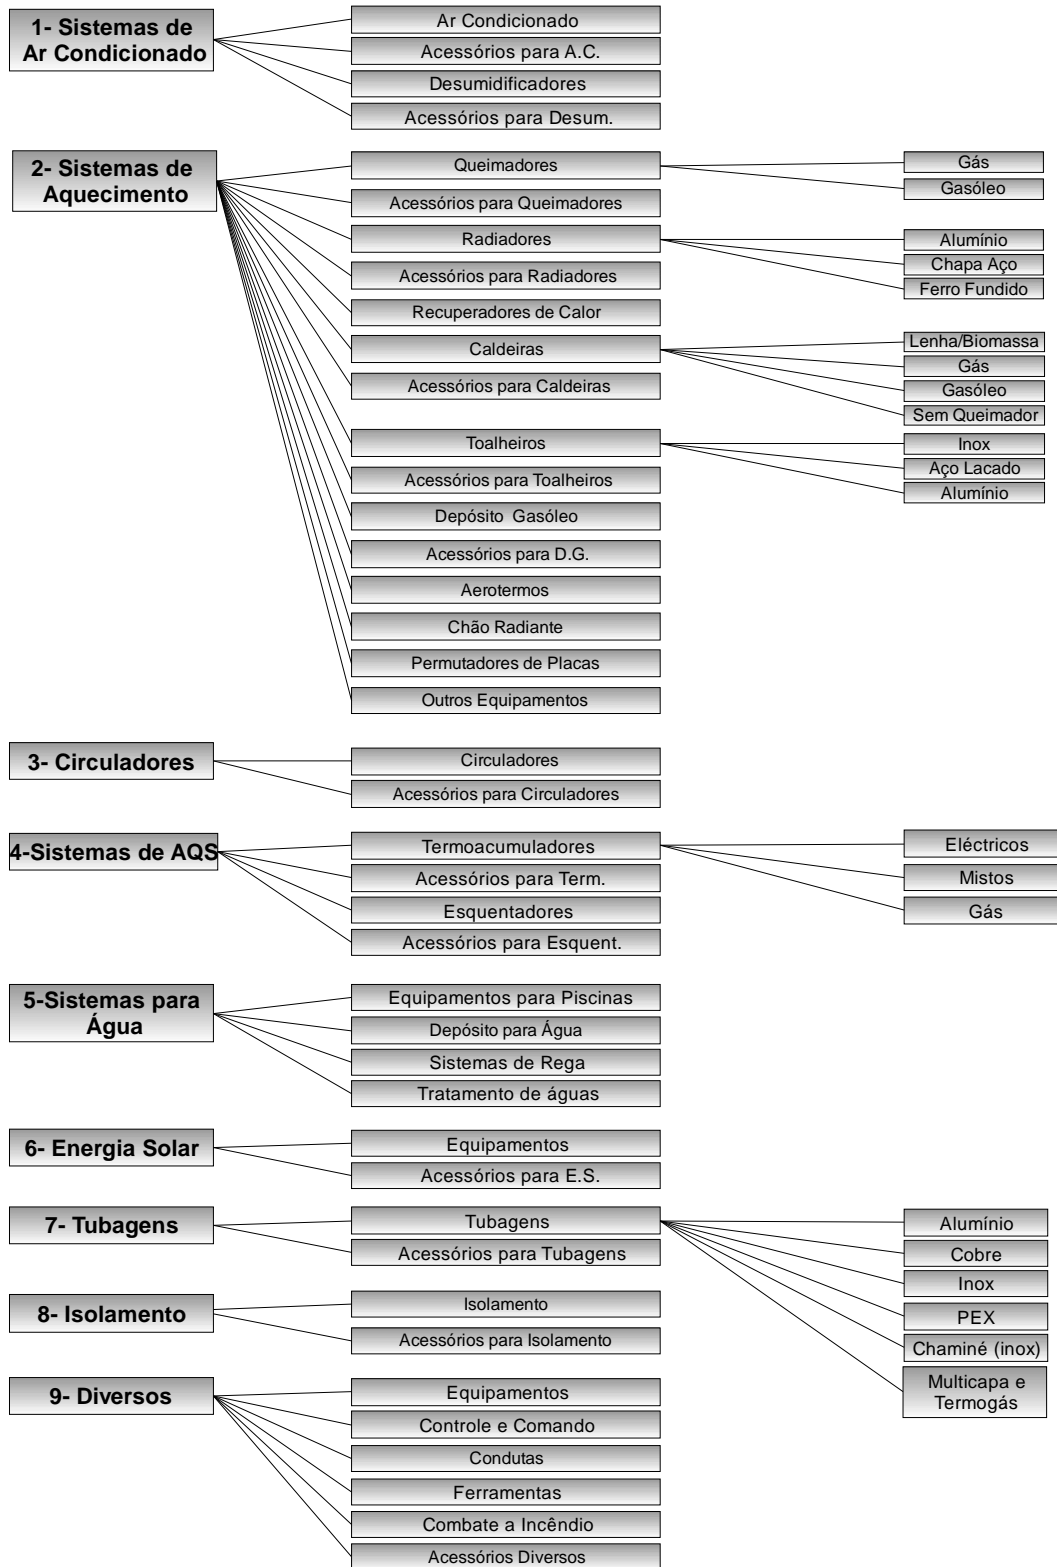 1- Sistemas de
Ar Condicionado
Ar Condicionado
Acessórios para A.C.
Desumidificadores
Acessórios para Desum.
2- Sistemas de
Aquecimento
Queimadores
Gás
Gasóleo
Acessórios para Queimadores
Radiadores
Alumínio
Chapa Aço
Ferro Fundido
Acessórios para Radiadores
Recuperadores de Calor
Caldeiras
Lenha/Biomassa
Gás
Gasóleo
Sem Queimador
Acessórios para Caldeiras
Toalheiros
Inox
Aço Lacado
Alumínio
Acessórios para Toalheiros
Depósito  Gasóleo
Acessórios para D.G.
Aerotermos
Chão Radiante
Permutadores de Placas
Outros Equipamentos
3- Circuladores
Circuladores
Acessórios para Circuladores
4-Sistemas de AQS
Termoacumuladores
Eléctricos
Mistos
Gás
Acessórios para Term.
Esquentadores
Acessórios para Esquent.
5-Sistemas para
Água
Equipamentos para Piscinas
Depósito para Água
Sistemas de Rega
Tratamento de águas
6- Energia Solar
Equipamentos
Acessórios para E.S.
7- Tubagens
Tubagens
Alumínio
Cobre
Inox
PEX
Chaminé (inox)
Multicapa e
Termogás
Acessórios para Tubagens
8- Isolamento
Isolamento
Acessórios para Isolamento
9- Diversos
Equipamentos
Controle e Comando
Condutas
Ferramentas
Combate a Incêndio
Acessórios Diversos